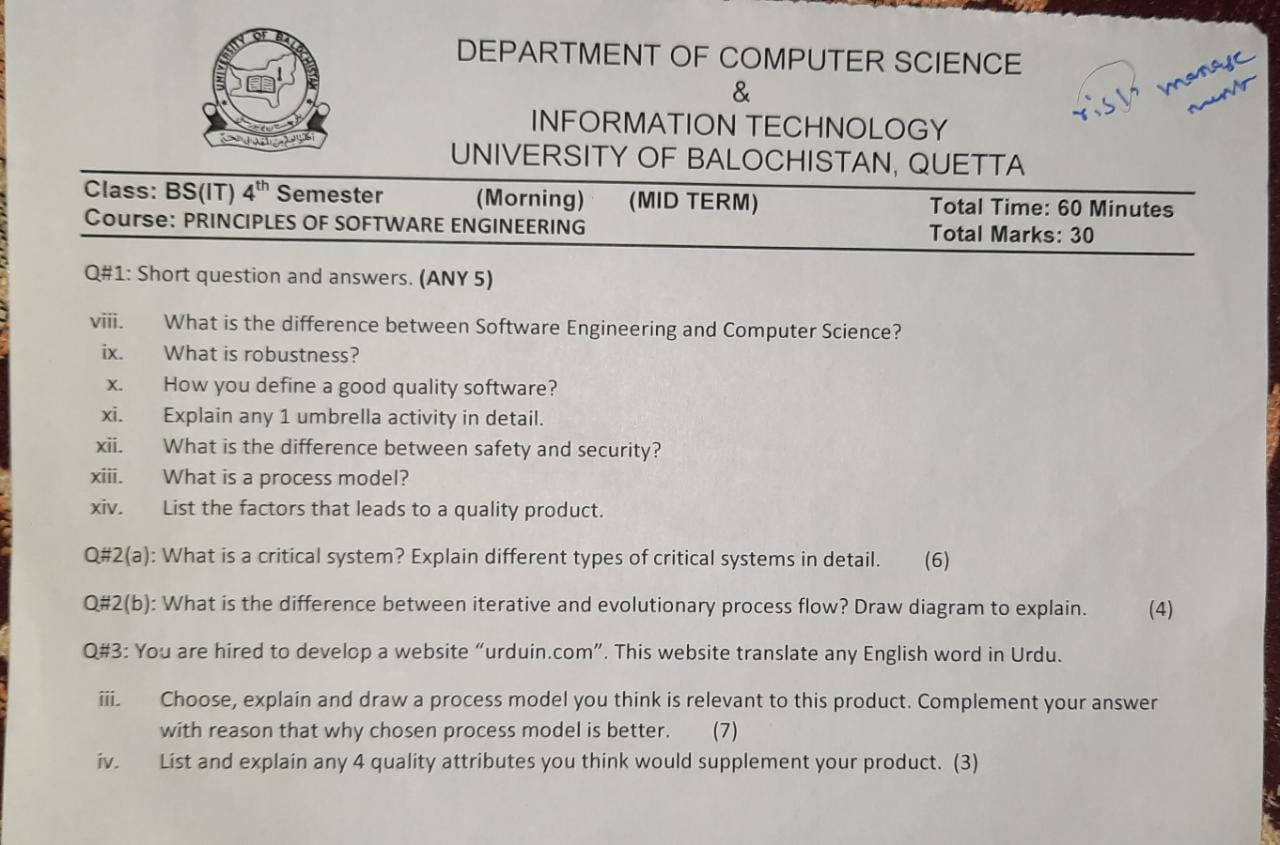 UNIVERSITY OF BALOCHISTAN
DEPARTMENT OF COMPUTER SCIENCE
&
INFORMATION TECHNOLOGY
UNIVERSITY OF BALOCHISTAN, QUETTA
risk manage
ment
Class: BS(IT) 4th Semester (Morning) (MID TERM) Total Time: 60 Minutes
Course: PRINCIPLES OF SOFTWARE ENGINEERING Total Marks: 30
Q#1: Short question and answers. (ANY 5)
viii. What is the difference between Software Engineering and Computer Science?
ix. What is robustness?
x. How you define a good quality software?
xi. Explain any 1 umbrella activity in detail.
xii. What is the difference between safety and security?
xiii. What is a process model?
xiv. List the factors that leads to a quality product.
Q#2(a): What is a critical system? Explain different types of critical systems in detail. (6)
Q#2(b): What is the difference between iterative and evolutionary process flow? Draw diagram to explain. (4)
Q#3: You are hired to develop a website “urduin.com”. This website translate any English word in Urdu.
iii. Choose, explain and draw a process model you think is relevant to this product. Complement your answer
with reason that why chosen process model is better. (7)
iv. List and explain any 4 quality attributes you think would supplement your product. (3)